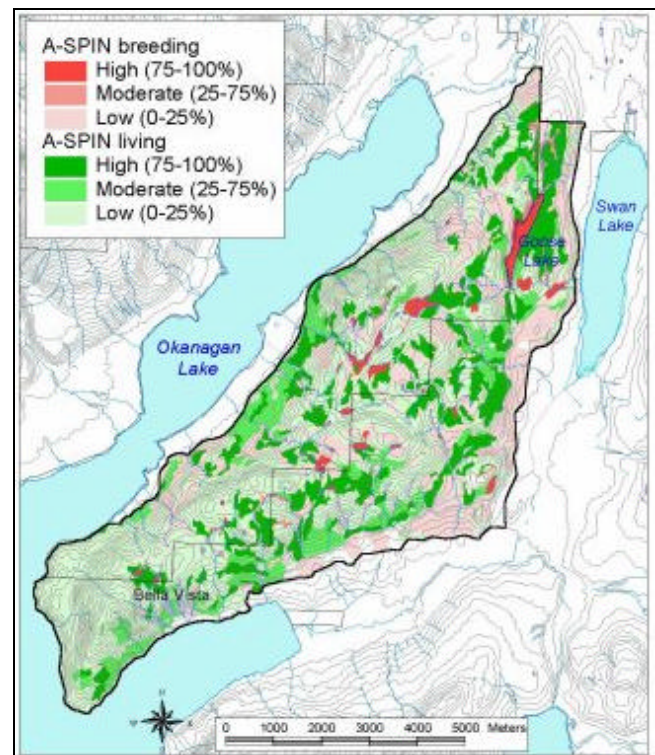 A-SPIN breeding
High (75-100%)
Moderate (25-75%)
Low (0-25%)
A-SPIN living
High (75-100%)
Moderate (25-75%)
Low (0-25%)
Swan
Lake
Goose
Lake
Okanagan
Lake
Bella Vista
0 1000 2000 3000 4000 5000 Meters